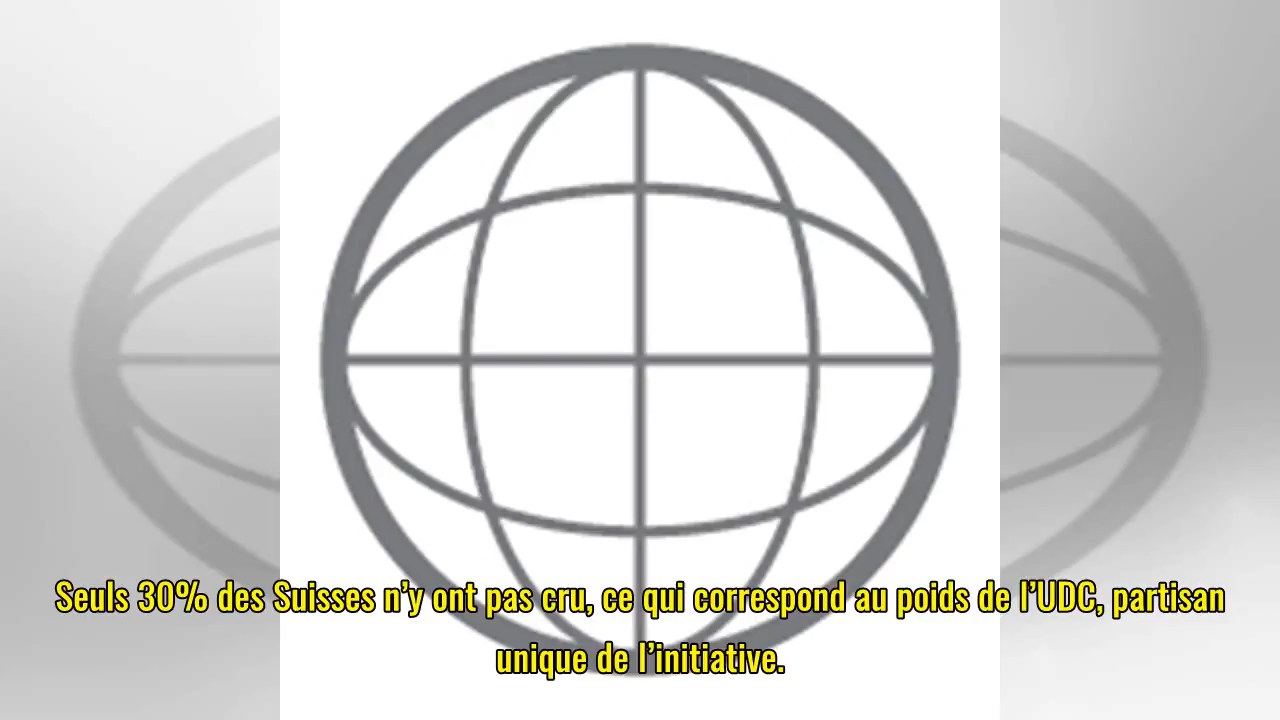 Seuls 30% des Suisses n’y ont pas cru, ce qui correspond au poids de l’UDC, partisan
unique de l’initiative.